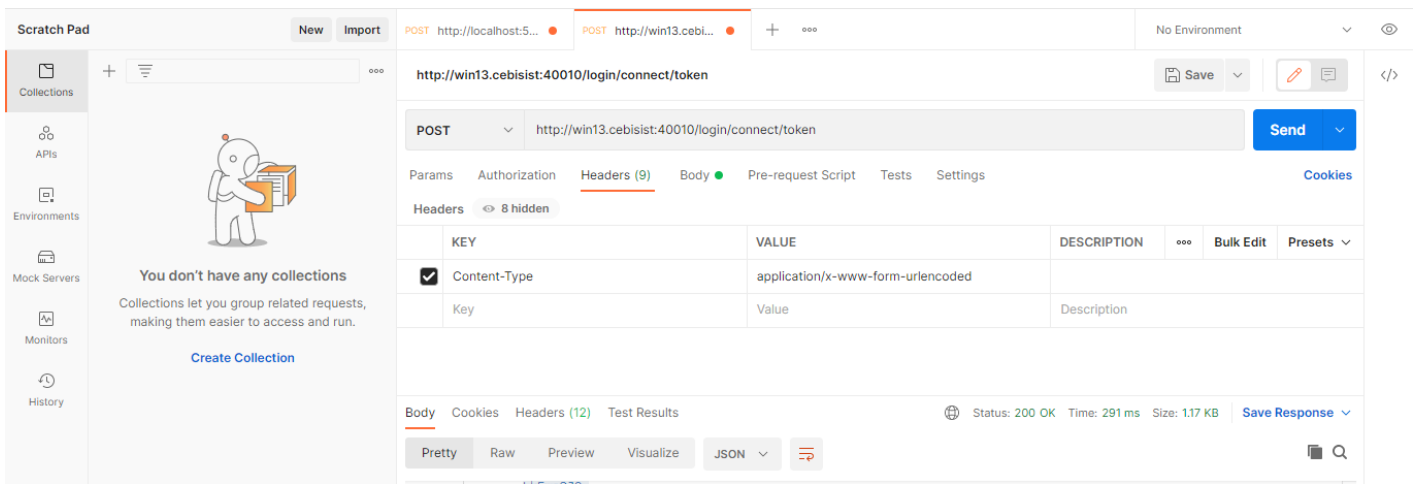 Scratch Pad New Import
POST http://localhost:5... POST http://win13.cebi... No Environment
Collections
APIs
Environments
Mock Servers
Monitors
History
You don't have any collections
Collections let you group related requests,
making them easier to access and run.
Create Collection
http://win13.cebisist:40010/login/connect/token Save
POST http://win13.cebisist:40010/login/connect/token Send
Params Authorization Headers (9) Body Pre-request Script Tests Settings Cookies
Headers 8 hidden
KEY VALUE DESCRIPTION Bulk Edit Presets
Content-Type application/x-www-form-urlencoded
Key Value Description
Body Cookies Headers (12) Test Results Status: 200 OK Time: 291 ms Size: 1.17 KB Save Response
Pretty Raw Preview Visualize JSON